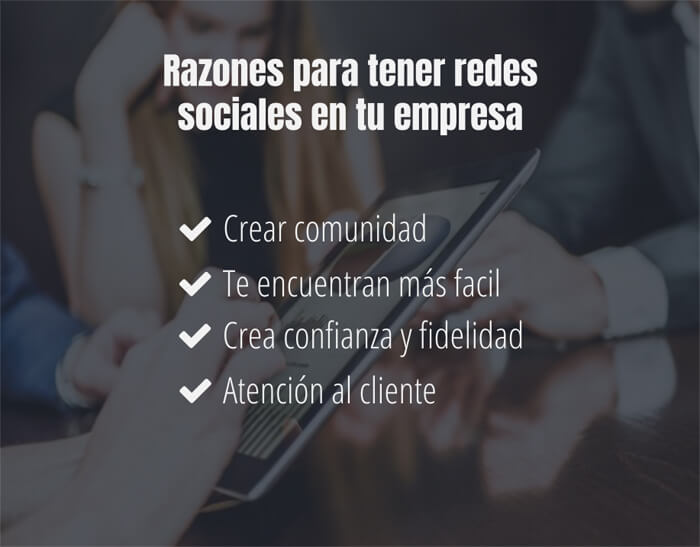 Razones para tener redes
sociales en tu empresa
Crear comunidad
Te encuentran más facil
Crea confianza y fidelidad
Atención al cliente